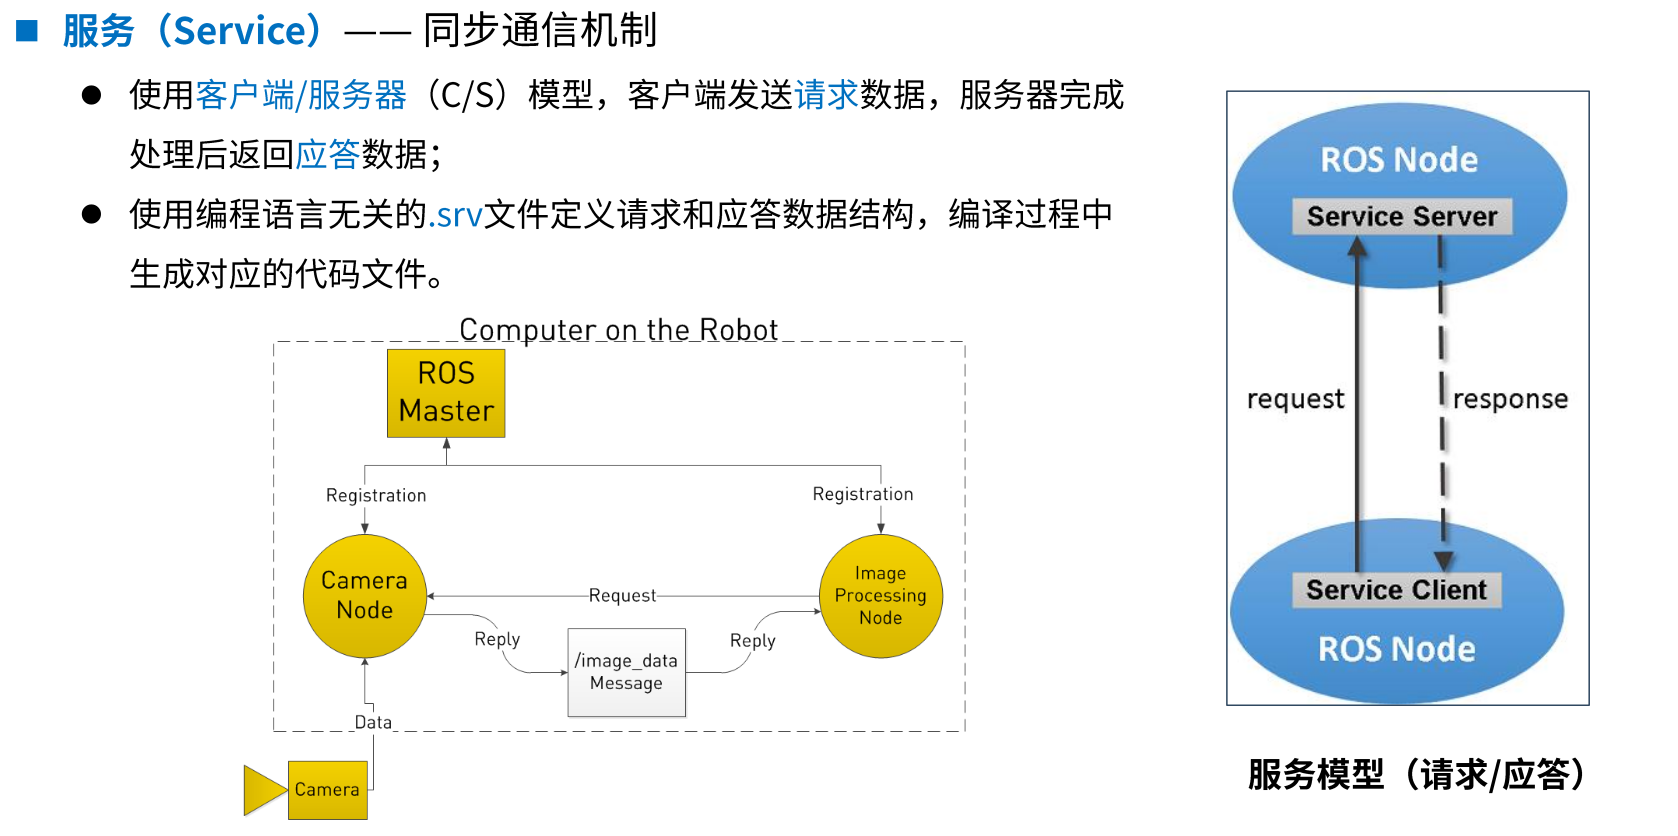 服务（Service）—— 同步通信机制
使用客户端/服务器（C/S）模型，客户端发送请求数据，服务器完成
处理后返回应答数据；
使用编程语言无关的.srv文件定义请求和应答数据结构，编译过程中
生成对应的代码文件。
Computer on the Robot
ROS
Master
Registration
Registration
Camera
Node
Request
Image
Processing
Node
Reply
Reply
/image_data
Message
Data
Camera
ROS Node
Service Server
request
response
Service Client
ROS Node
服务模型（请求/应答）